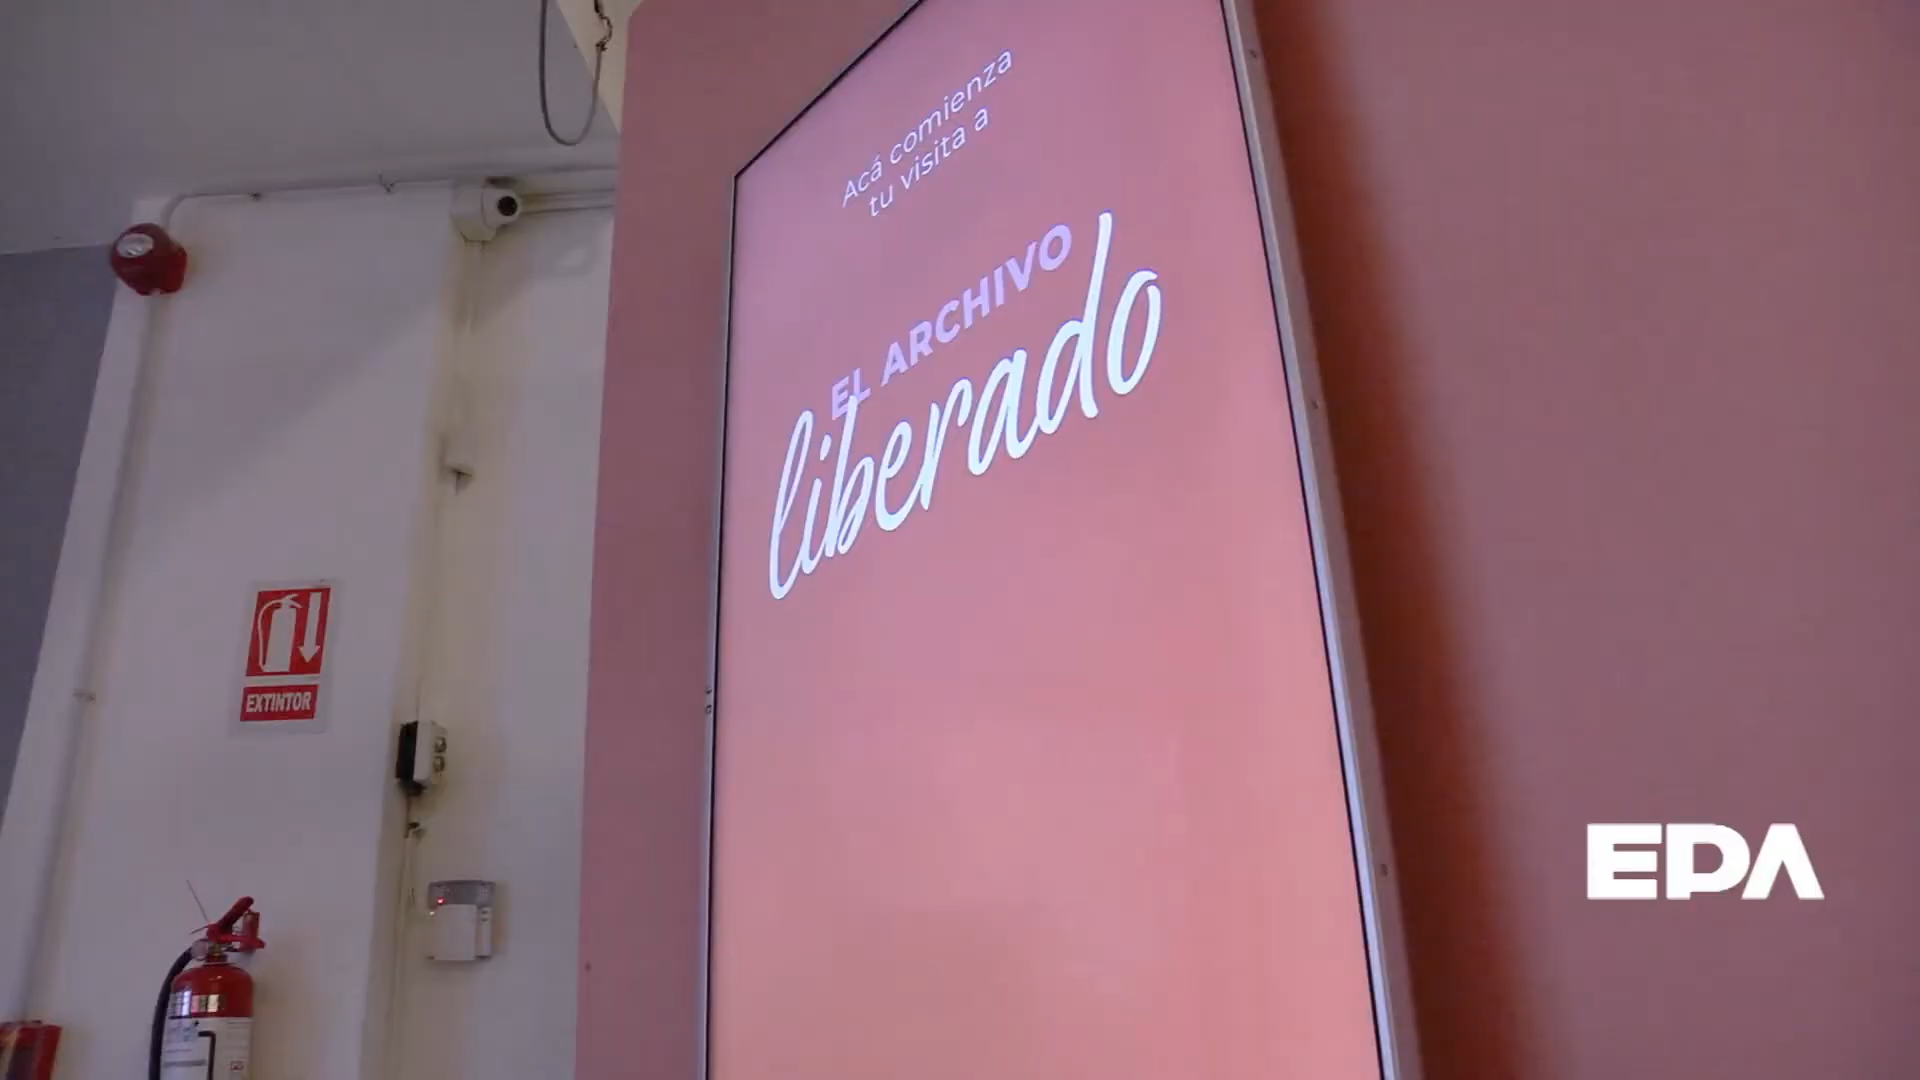 Acá comienza
tu visita a
EL ARCHIVO
liberado
EXTINTOR
EPA